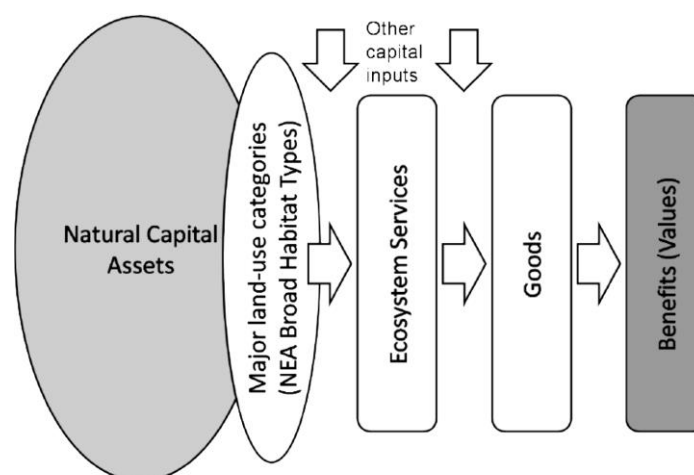 Other
capital
inputs
Natural Capital
Assets
Major land-use categories
(NEA Broad Habitat Types)
Ecosystem Services
Goods
Benefits (Values)